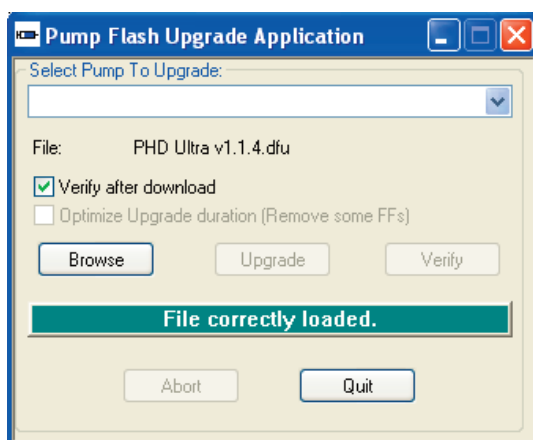 Pump Flash Upgrade Application
Select Pump To Upgrade:
File: PHD Ultra v1.1.4.dfu
Verify after download
Optimize Upgrade duration (Remove some FFs)
Browse Upgrade Verify
File correctly loaded.
Abort Quit